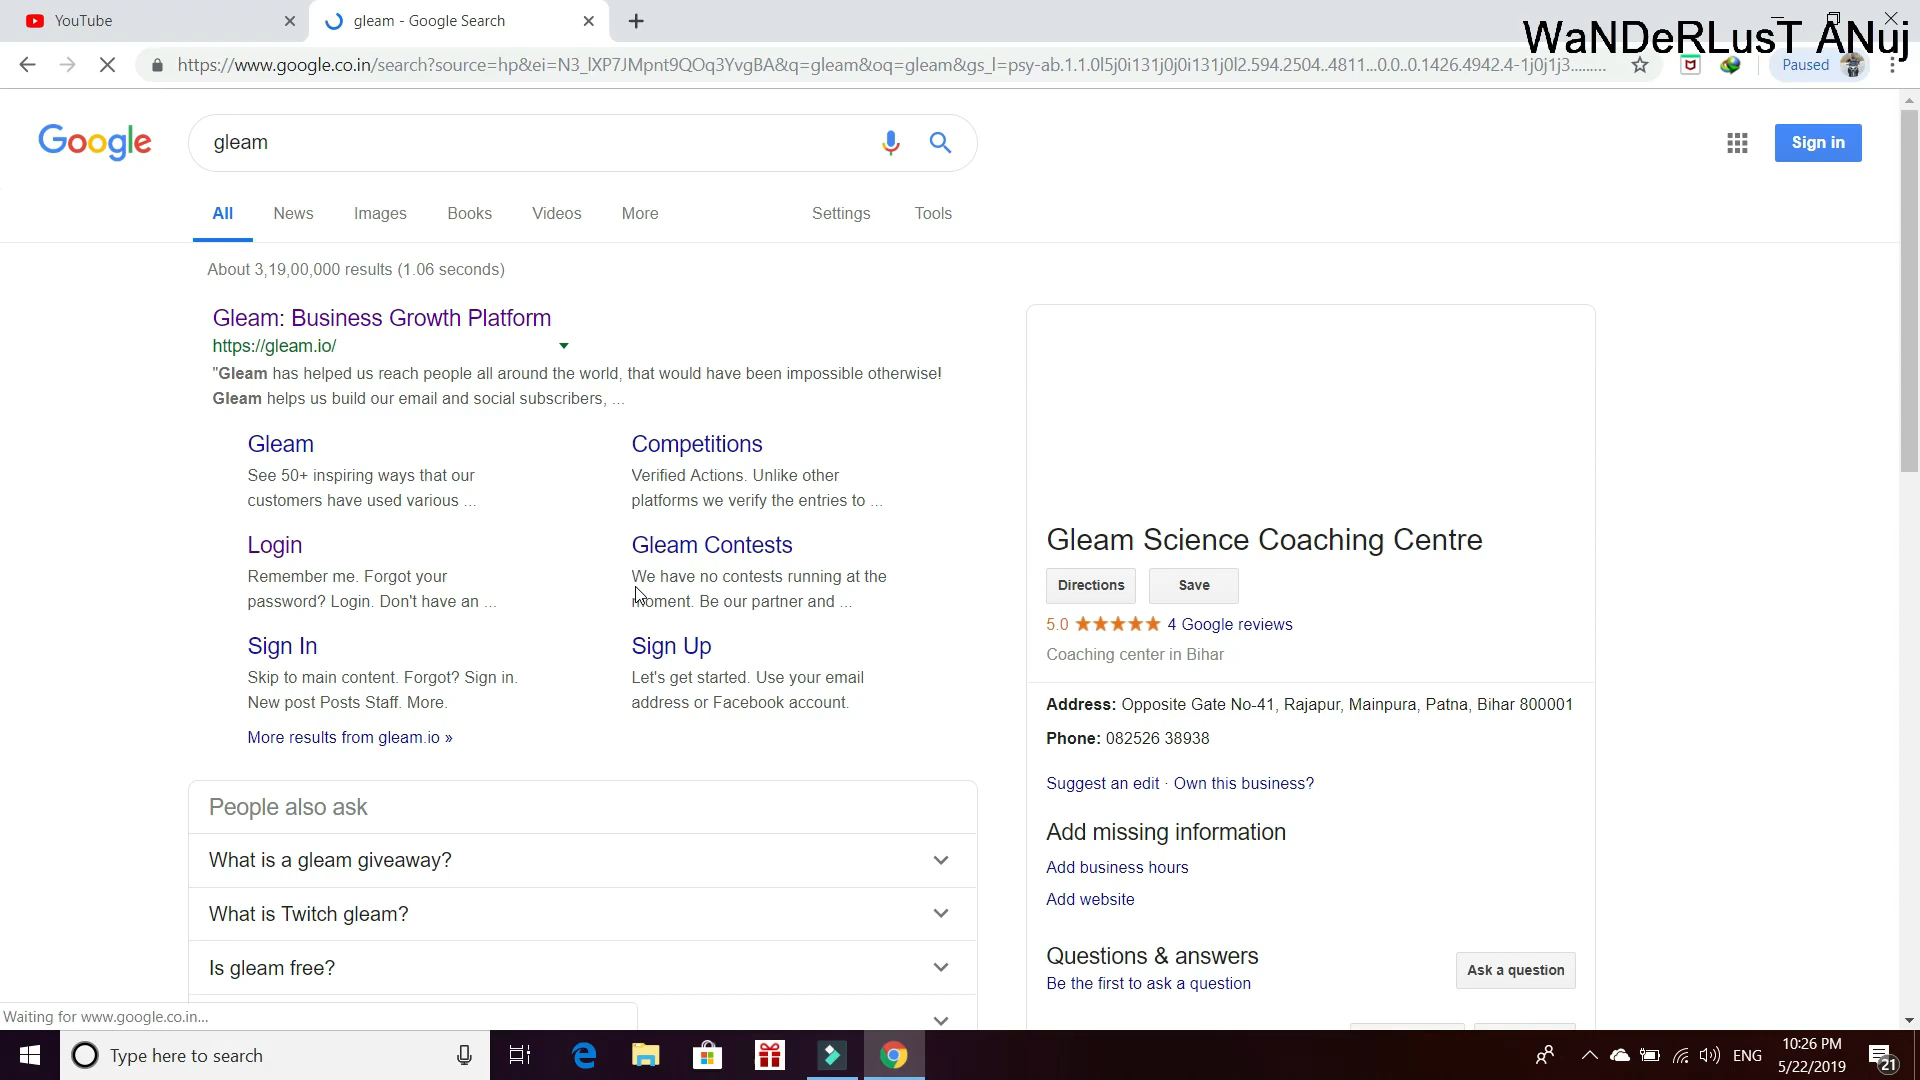 YouTube
gleam - Google Search
WaNDeRLusT ANuj
https://www.google.co.in/search?source=hp&ei=N3_lXP7JMpnt9QOq3YvgBA&q=gleam&oq=gleam&gs_l=psy-ab.1.1.0l5j0i131j0j0i131j0l2.594.2504..4811...0.0..0.1426.4942.4-1j0j1j3.........
Paused
Google
gleam
Sign in
All
News
Images
Books
Videos
More
Settings
Tools
About 3,19,00,000 results (1.06 seconds)
Gleam: Business Growth Platform
https://gleam.io/
"Gleam has helped us reach people all around the world, that would have been impossible otherwise!
Gleam helps us build our email and social subscribers, ...
Gleam
See 50+ inspiring ways that our
customers have used various ...
Competitions
Verified Actions. Unlike other
platforms we verify the entries to ...
Login
Remember me. Forgot your
password? Login. Don't have an ...
Gleam Contests
We have no contests running at the
moment. Be our partner and ...
Sign In
Skip to main content. Forgot? Sign in.
New post Posts Staff. More.
Sign Up
Let's get started. Use your email
address or Facebook account.
More results from gleam.io »
People also ask
What is a gleam giveaway?
What is Twitch gleam?
Is gleam free?
Gleam Science Coaching Centre
Directions
Save
5.0 ★★★★★ 4 Google reviews
Coaching center in Bihar
Address: Opposite Gate No-41, Rajapur, Mainpura, Patna, Bihar 800001
Phone: 082526 38938
Suggest an edit · Own this business?
Add missing information
Add business hours
Add website
Questions & answers
Be the first to ask a question
Ask a question
Waiting for www.google.co.in...
Type here to search
ENG
10:26 PM
5/22/2019
21